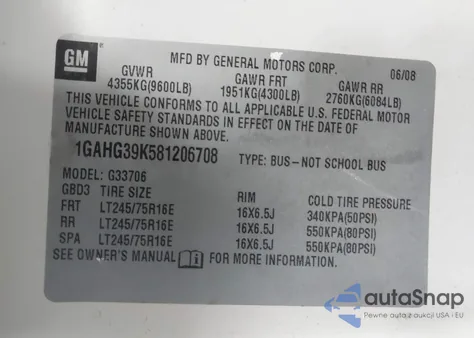 GM
MFD BY GENERAL MOTORS CORP. 06/08
GVWR GAWR FRT GAWR RR
4355KG(9600LB) 1951KG(4300LB) 2760KG(6084LB)
THIS VEHICLE CONFORMS TO ALL APPLICABLE U.S. FEDERAL MOTOR
VEHICLE SAFETY STANDARDS IN EFFECT ON THE DATE OF
MANUFACTURE SHOWN ABOVE.
1GAHG39K581206708 TYPE: BUS-NOT SCHOOL BUS
MODEL: G33706
GBD3 TIRE SIZE RIM COLD TIRE PRESSURE
FRT LT245/75R16E 16X6.5J 340KPA(50PSI)
RR LT245/75R16E 16X6.5J 550KPA(80PSI)
SPA LT245/75R16E 16X6.5J 550KPA(80PSI)
SEE OWNER'S MANUAL FOR MORE INFORMATION.
autaSnap
Pewne auta z aukcji USA i EU